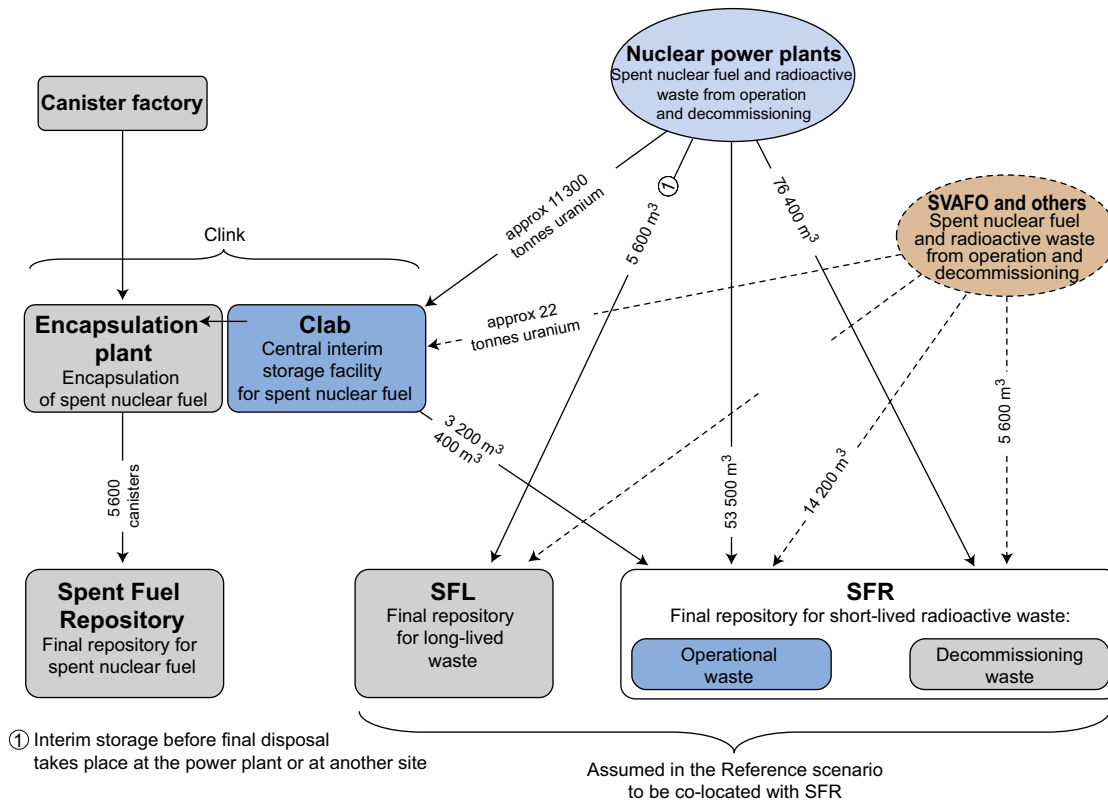 Nuclear power plants
Spent nuclear fuel and radioactive
waste from operation
and decommissioning
Canister factory
SVAFO and others
Spent nuclear fuel
and radioactive waste
from operation and
decommissioning
Clink
approx 11 300
tonnes uranium
5 600 m³
1
76 400 m³
approx 22
tonnes uranium
Encapsulation
plant
Encapsulation
of spent nuclear fuel
Clab
Central interim
storage facility
for spent nuclear fuel
3 200 m³
400 m³
5 600
canisters
53 500 m³
14 200 m³
5 600 m³
Spent Fuel
Repository
Final repository for
spent nuclear fuel
SFL
Final repository
for long-lived
waste
SFR
Final repository for short-lived radioactive waste:
Operational
waste
Decommissioning
waste
1 Interim storage before final disposal
takes place at the power plant or at another site
Assumed in the Reference scenario
to be co-located with SFR